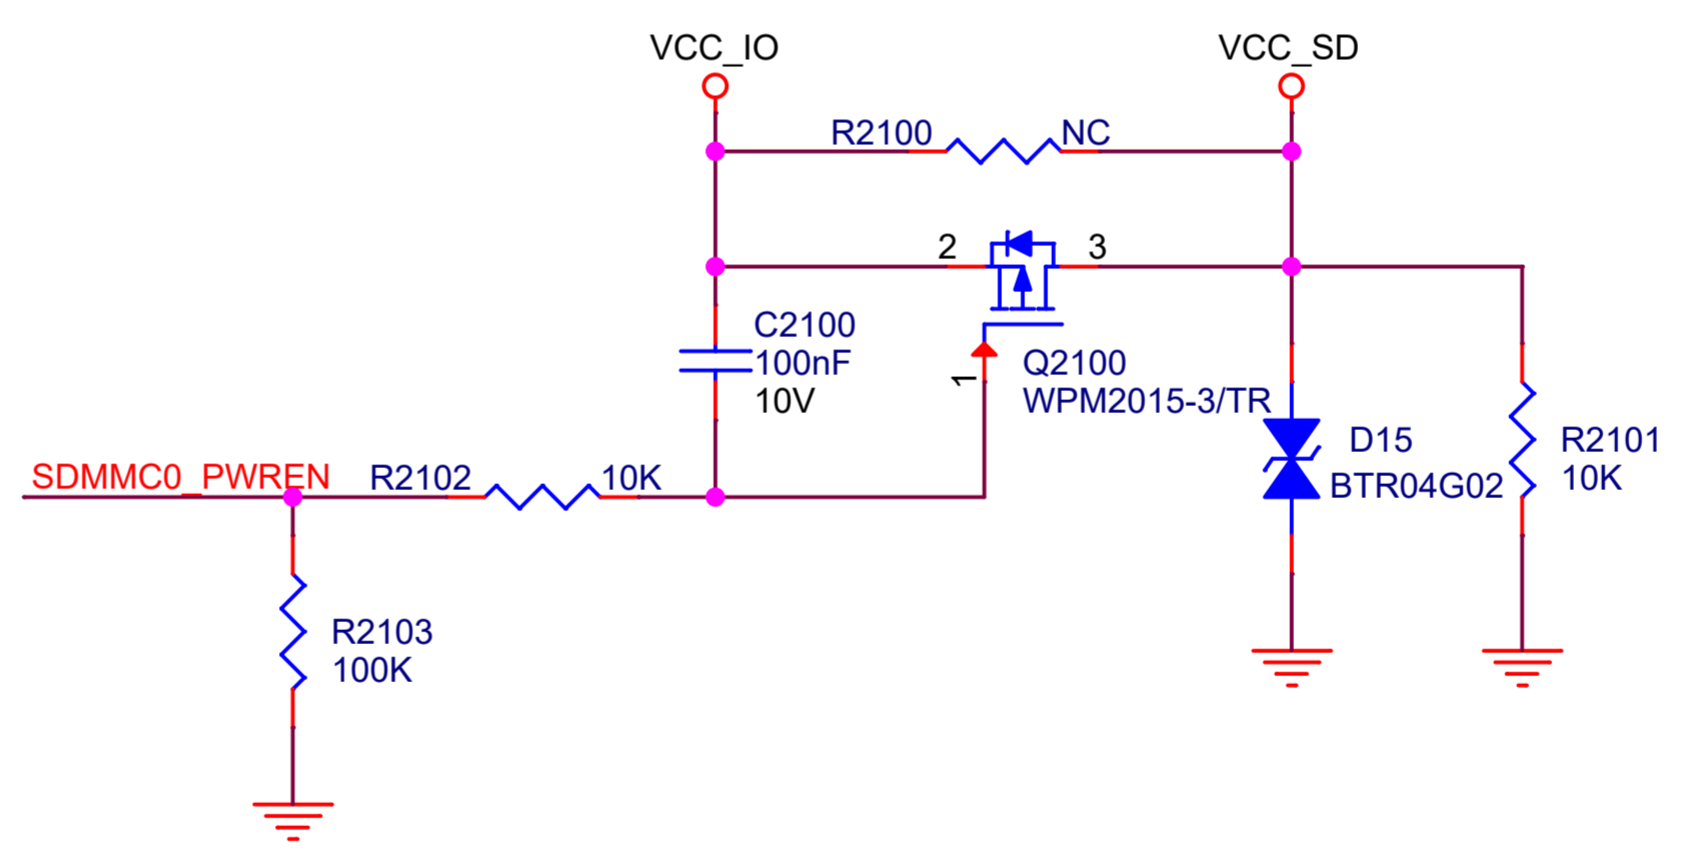 VCC_IO
VCC_SD
R2100
NC
2
3
C2100
100nF
10V
1
Q2100
WPM2015-3/TR
D15
BTR04G02
R2101
10K
SDMMC0_PWREN
R2102
10K
R2103
100K